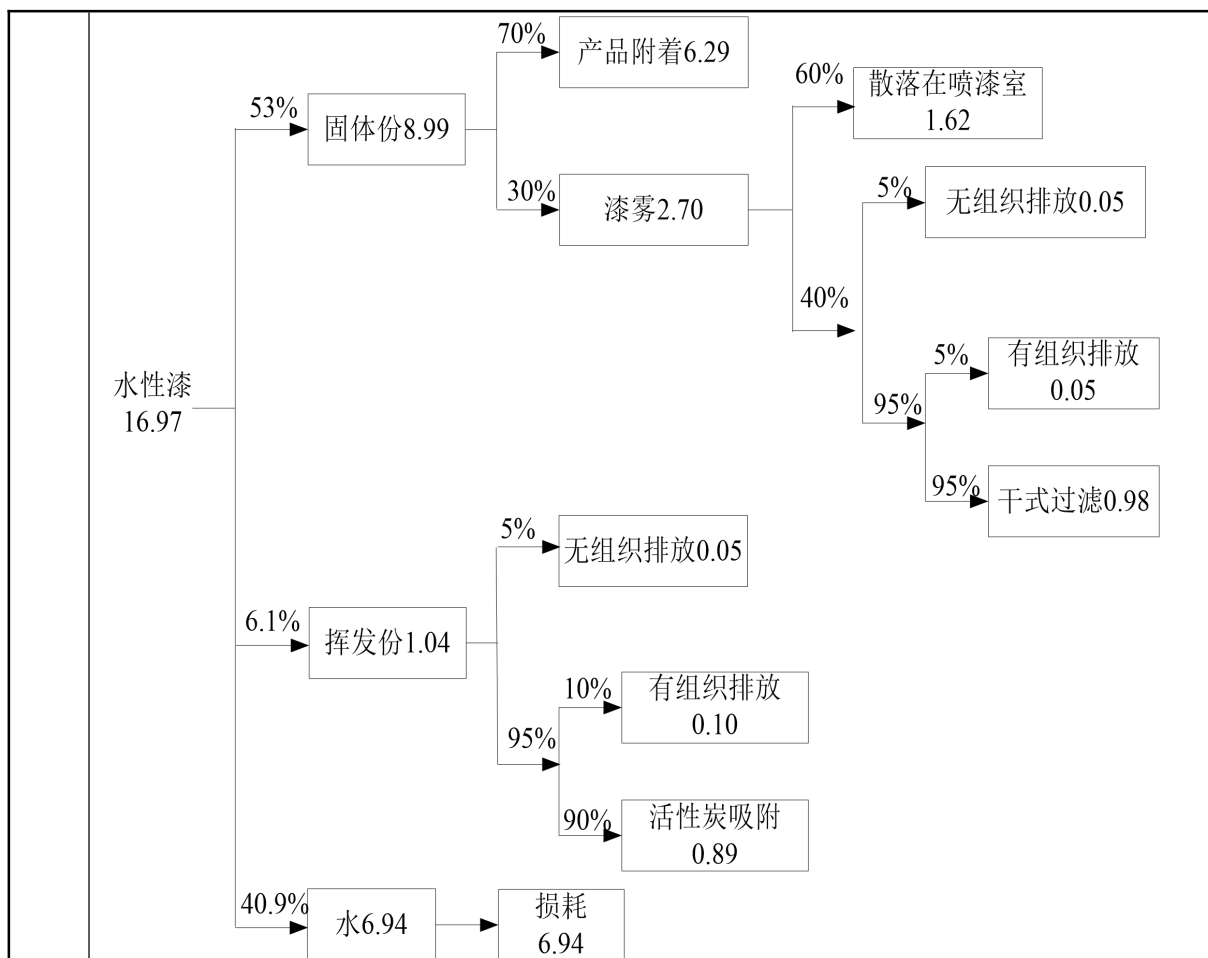 70%
产品附着6.29
60%
散落在喷漆室
1.62
53%
固体份8.99
30%
漆雾2.70
5%
无组织排放0.05
40%
5%
有组织排放
0.05
水性漆
16.97
95%
95%
干式过滤0.98
5%
无组织排放0.05
6.1%
挥发份1.04
10%
有组织排放
0.10
95%
90%
活性炭吸附
0.89
40.9%
水6.94
损耗
6.94